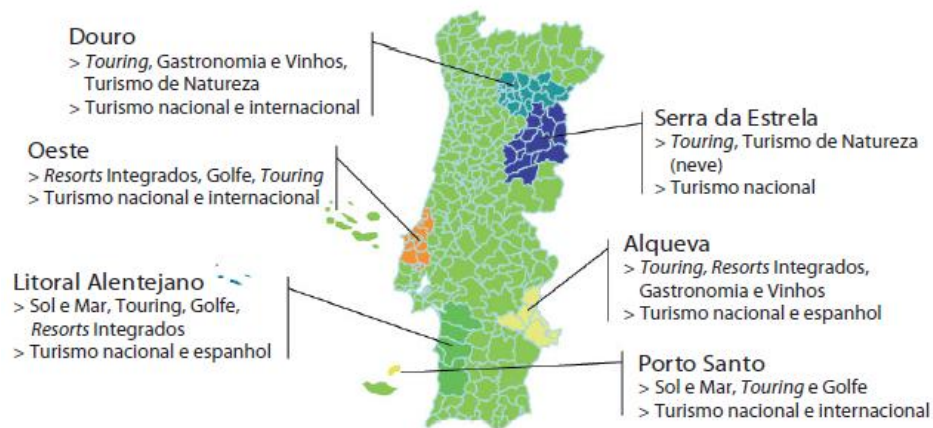 Douro
> Touring, Gastronomia e Vinhos,
Turismo de Natureza
> Turismo nacional e internacional
Serra da Estrela
> Touring, Turismo de Natureza
(neve)
> Turismo nacional
Oeste
> Resorts Integrados, Golfe, Touring
> Turismo nacional e internacional
Alqueva
> Touring, Resorts Integrados,
Gastronomia e Vinhos
> Turismo nacional e espanhol
Litoral Alentejano
> Sol e Mar, Touring, Golfe,
Resorts Integrados
> Turismo nacional e espanhol
Porto Santo
> Sol e Mar, Touring e Golfe
> Turismo nacional e internacional